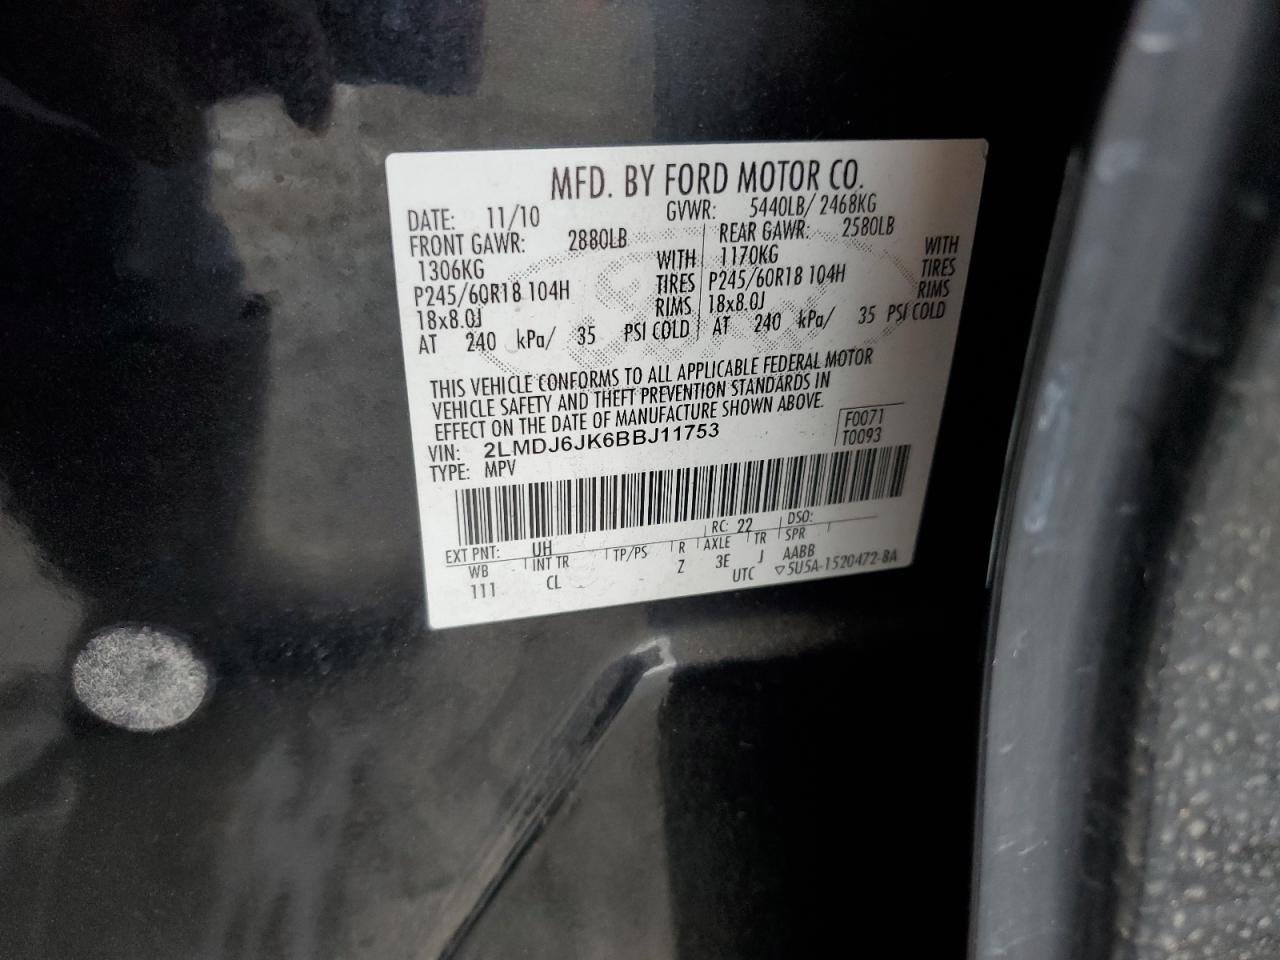 MFD. BY FORD MOTOR CO.
DATE: 11/10 GVWR: 5440LB/ 2468KG
FRONT GAWR: 2880LB REAR GAWR: 2580LB
1306KG WITH 1170KG WITH
P245/60R18 104H TIRES P245/60R18 104H TIRES
18x8.0J RIMS 18x8.0J RIMS
AT 240 kPa/ 35 PSI COLD AT 240 kPa/ 35 PSI COLD
THIS VEHICLE CONFORMS TO ALL APPLICABLE FEDERAL MOTOR
VEHICLE SAFETY AND THEFT PREVENTION STANDARDS IN
EFFECT ON THE DATE OF MANUFACTURE SHOWN ABOVE.
VIN: 2LMDJ6JK6BBJ11753 F0071
TYPE: MPV T0093
EXT PNT: UH RC: 22 DSO:
WB INT TR TP/PS R AXLE TR SPR
111 CL Z 3E J AABB
UTC ▽5U5A-1520472-BA